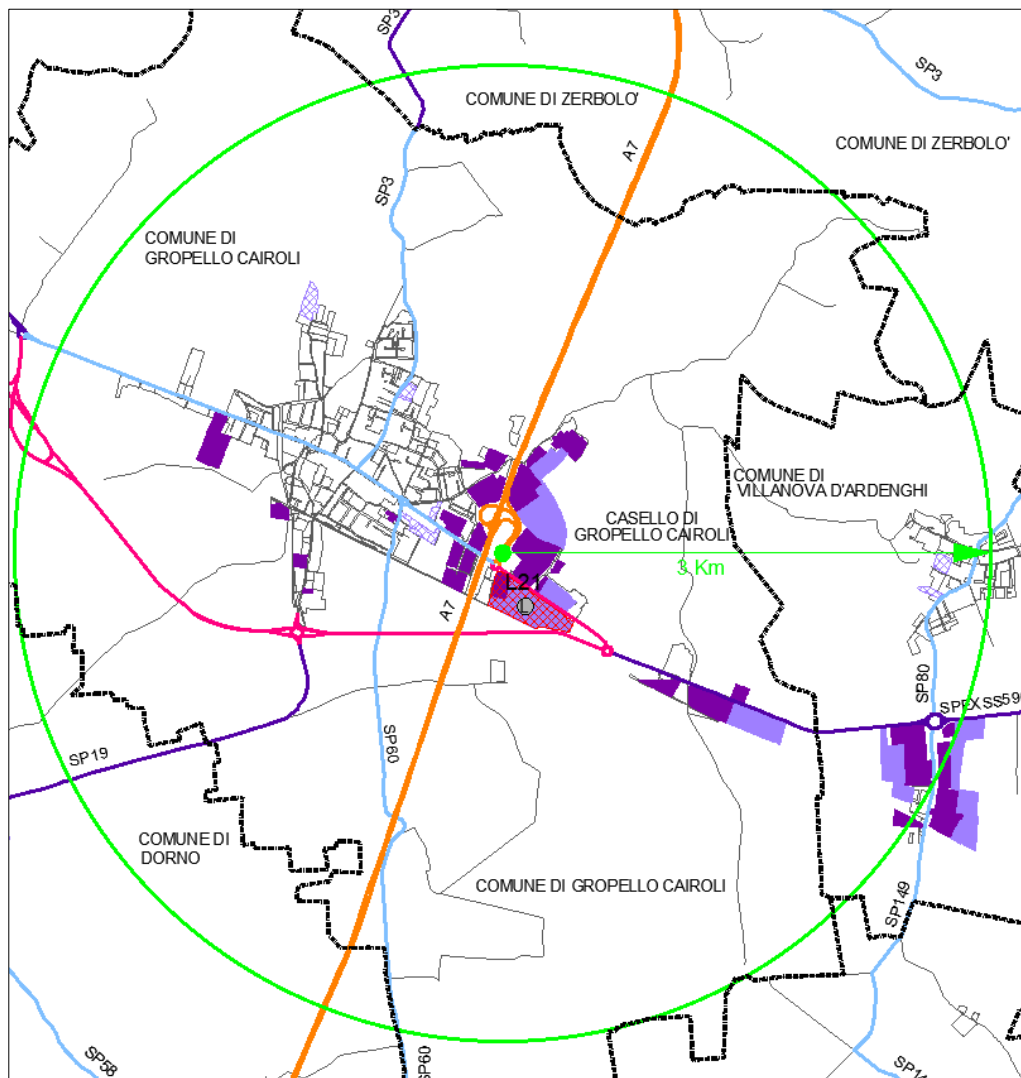 SP3
SP3
COMUNE DI ZERBOLO'
COMUNE DI ZERBOLO'
A7
SP3
COMUNE DI
GROPELLO CAIROLI
COMUNE DI
VILLANOVA D'ARDENGHI
CASELLO DI
GROPELLO CAIROLI
3 Km
L21
L
A7
SP80
SPEXSS59
SP60
SP19
COMUNE DI
DORNO
COMUNE DI GROPELLO CAIROLI
SP149
SP58
SP60